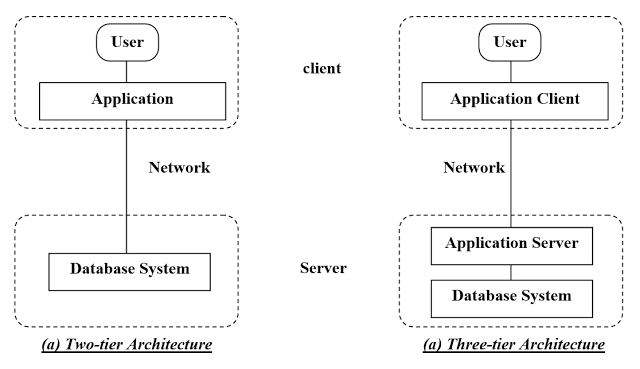 User
Application
Network
Database System
(a) Two-tier Architecture
client
Server
User
Application Client
Network
Application Server
Database System
(a) Three-tier Architecture